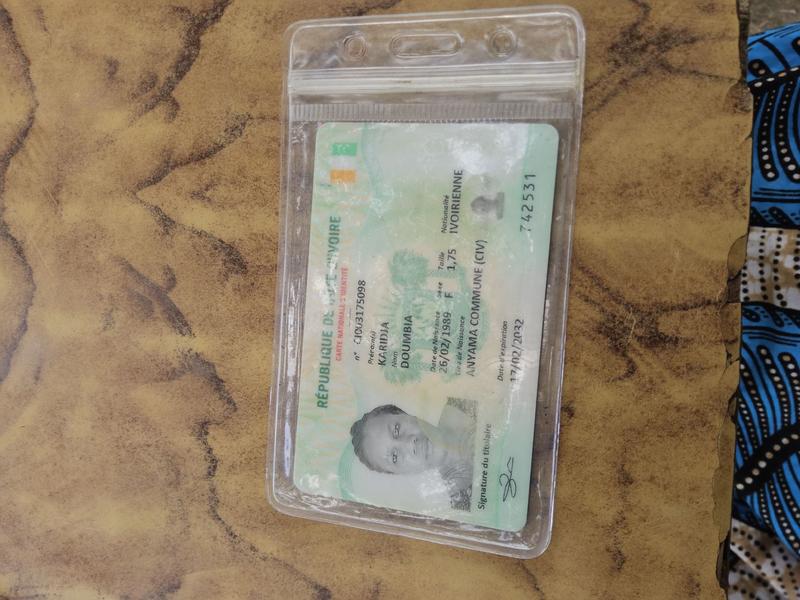 RÉPUBLIQUE DE CÔTE D'IVOIRE
CARTE NATIONALE D'IDENTITÉ
n° CI003175098
Prénom(s)
KARIDJA
Nom
DOUMBIA
Date de Naissance Sexe Taille Nationalité
26/02/1989 F 1,75 IVOIRIENNE
Lieu de Naissance
ANYAMA COMMUNE (CIV)
Date d'expiration
17/02/2032
742531
Signature du titulaire